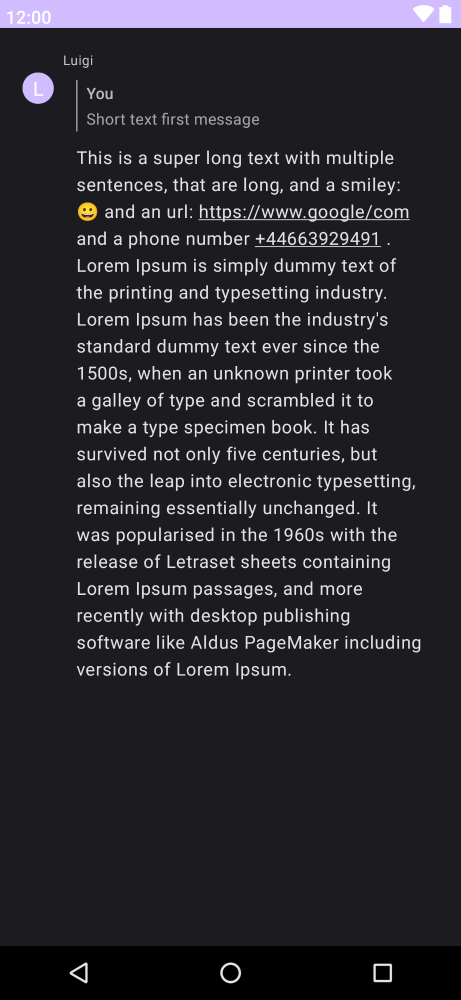 12:00
Luigi
L
You
Short text first message
This is a super long text with multiple
sentences, that are long, and a smiley:
😀 and an url: https://www.google/com
and a phone number +44663929491 .
Lorem Ipsum is simply dummy text of
the printing and typesetting industry.
Lorem Ipsum has been the industry's
standard dummy text ever since the
1500s, when an unknown printer took
a galley of type and scrambled it to
make a type specimen book. It has
survived not only five centuries, but
also the leap into electronic typesetting,
remaining essentially unchanged. It
was popularised in the 1960s with the
release of Letraset sheets containing
Lorem Ipsum passages, and more
recently with desktop publishing
software like Aldus PageMaker including
versions of Lorem Ipsum.